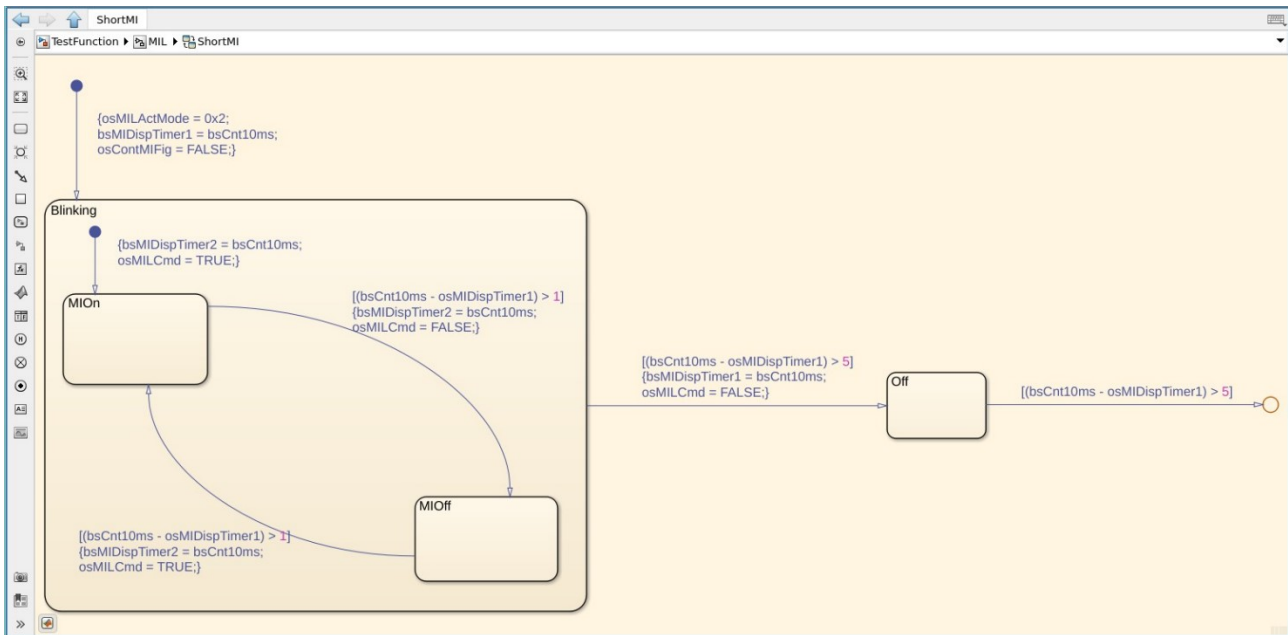 ShortMI
TestFunction MIL ShortMI
{osMILActMode = 0x2;
bsMIDispTimer1 = bsCnt10ms;
osContMIFig = FALSE;}
Blinking
{bsMIDispTimer2 = bsCnt10ms;
osMILCmd = TRUE;}
MIOn
[(bsCnt10ms - osMIDispTimer1) > 1]
{bsMIDispTimer2 = bsCnt10ms;
osMILCmd = FALSE;}
[(bsCnt10ms - osMIDispTimer1) > 5]
{bsMIDispTimer1 = bsCnt10ms;
osMILCmd = FALSE;}
Off
[(bsCnt10ms - osMIDispTimer1) > 5]
MIOff
[(bsCnt10ms - osMIDispTimer1) > 1]
{bsMIDispTimer2 = bsCnt10ms;
osMILCmd = TRUE;}